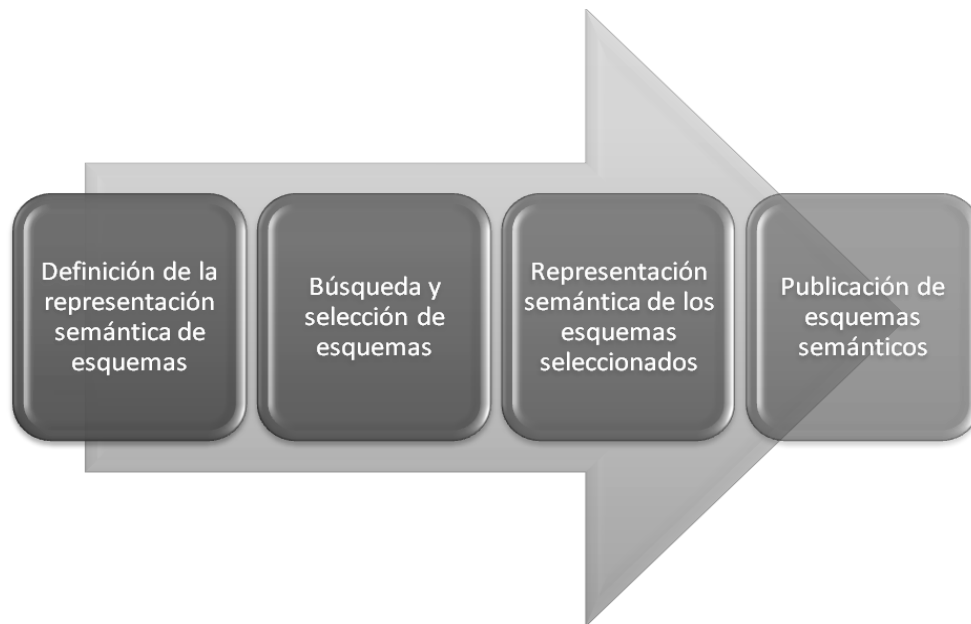 Definición de la
representación
semántica de
esquemas
Búsqueda y
selección de
esquemas
Representación
semántica de los
esquemas
seleccionados
Publicación de
esquemas
semánticos